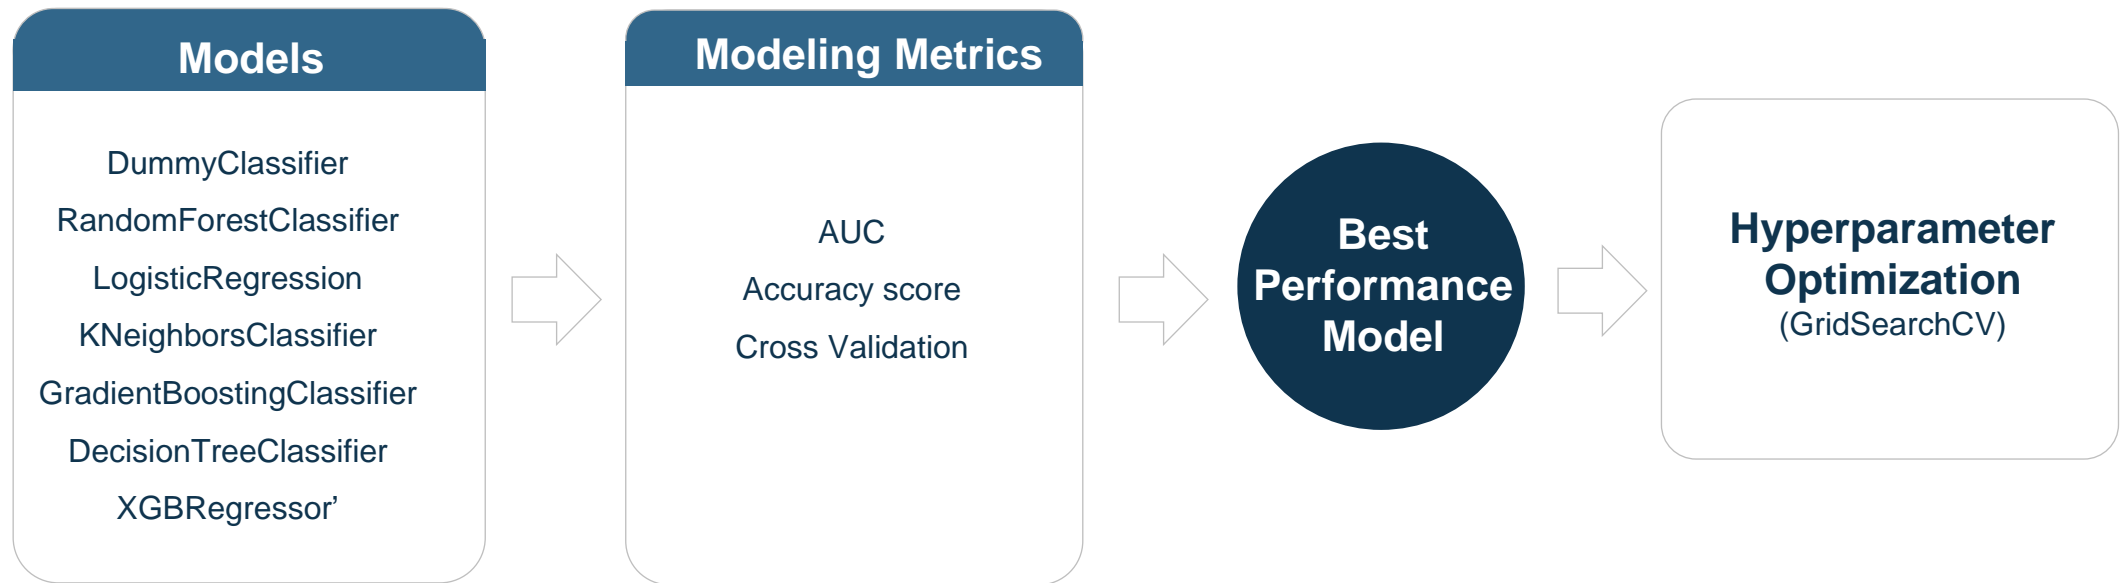 Models
DummyClassifier
RandomForestClassifier
LogisticRegression
KNeighborsClassifier
GradientBoostingClassifier
DecisionTreeClassifier
XGBRegressor’
Modeling Metrics
AUC
Accuracy score
Cross Validation
Best
Performance
Model
Hyperparameter
Optimization
(GridSearchCV)